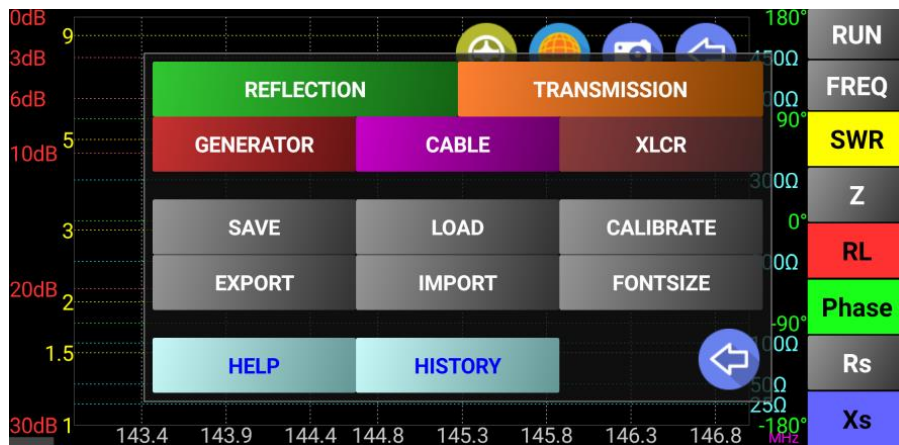 0dB 9 180° RUN
3dB 00Ω
6dB REFLECTION TRANSMISSION 00Ω FREQ
90°
10dB 5 GENERATOR CABLE XLCR SWR
300Ω Z
3 SAVE LOAD CALIBRATE 0°
00Ω RL
20dB 2 EXPORT IMPORT FONTSIZE
-90° Phase
1.5 00Ω
HELP HISTORY Rs
50Ω
25Ω
30dB 1 -180° Xs
143.4 143.9 144.4 144.8 145.3 145.8 146.3 146.8 MHz